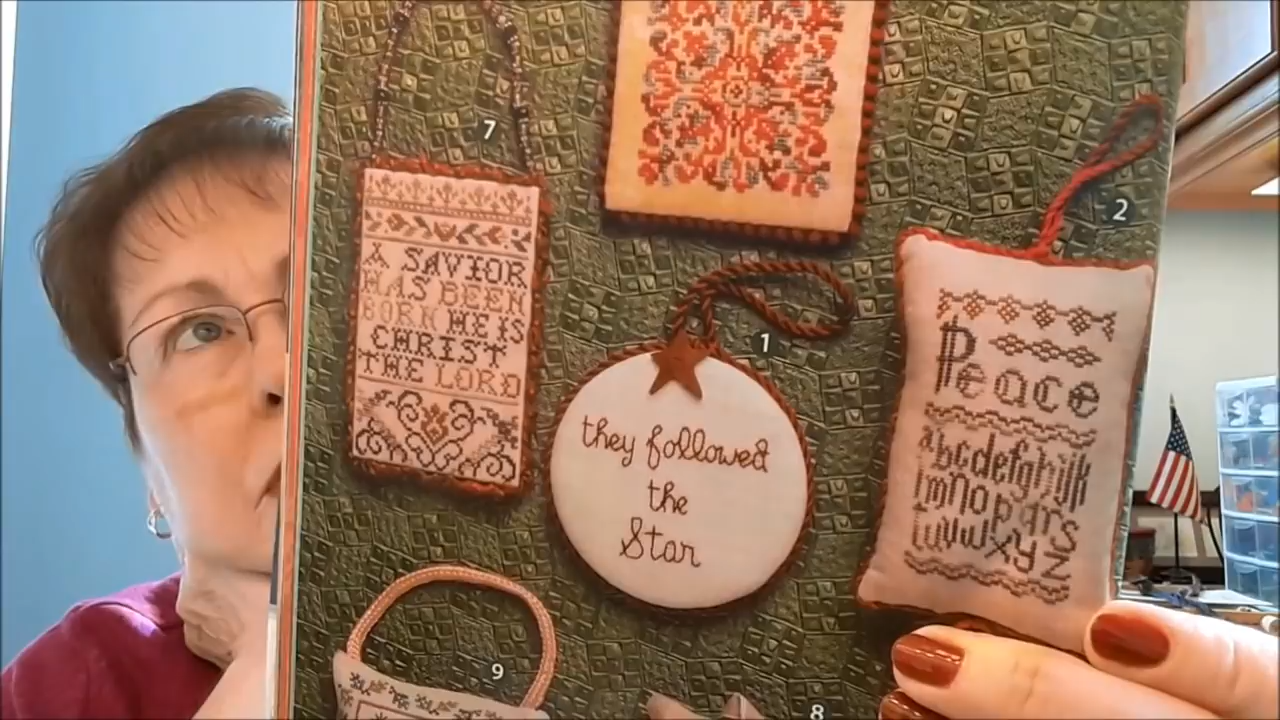 7
A SAVIOR
HAS BEEN
BORN HE IS
CHRIST
THE LORD
1
they followed
the
Star
2
Peace
abcdefghijk
lmnopqrs
tuvwxyz
9
8